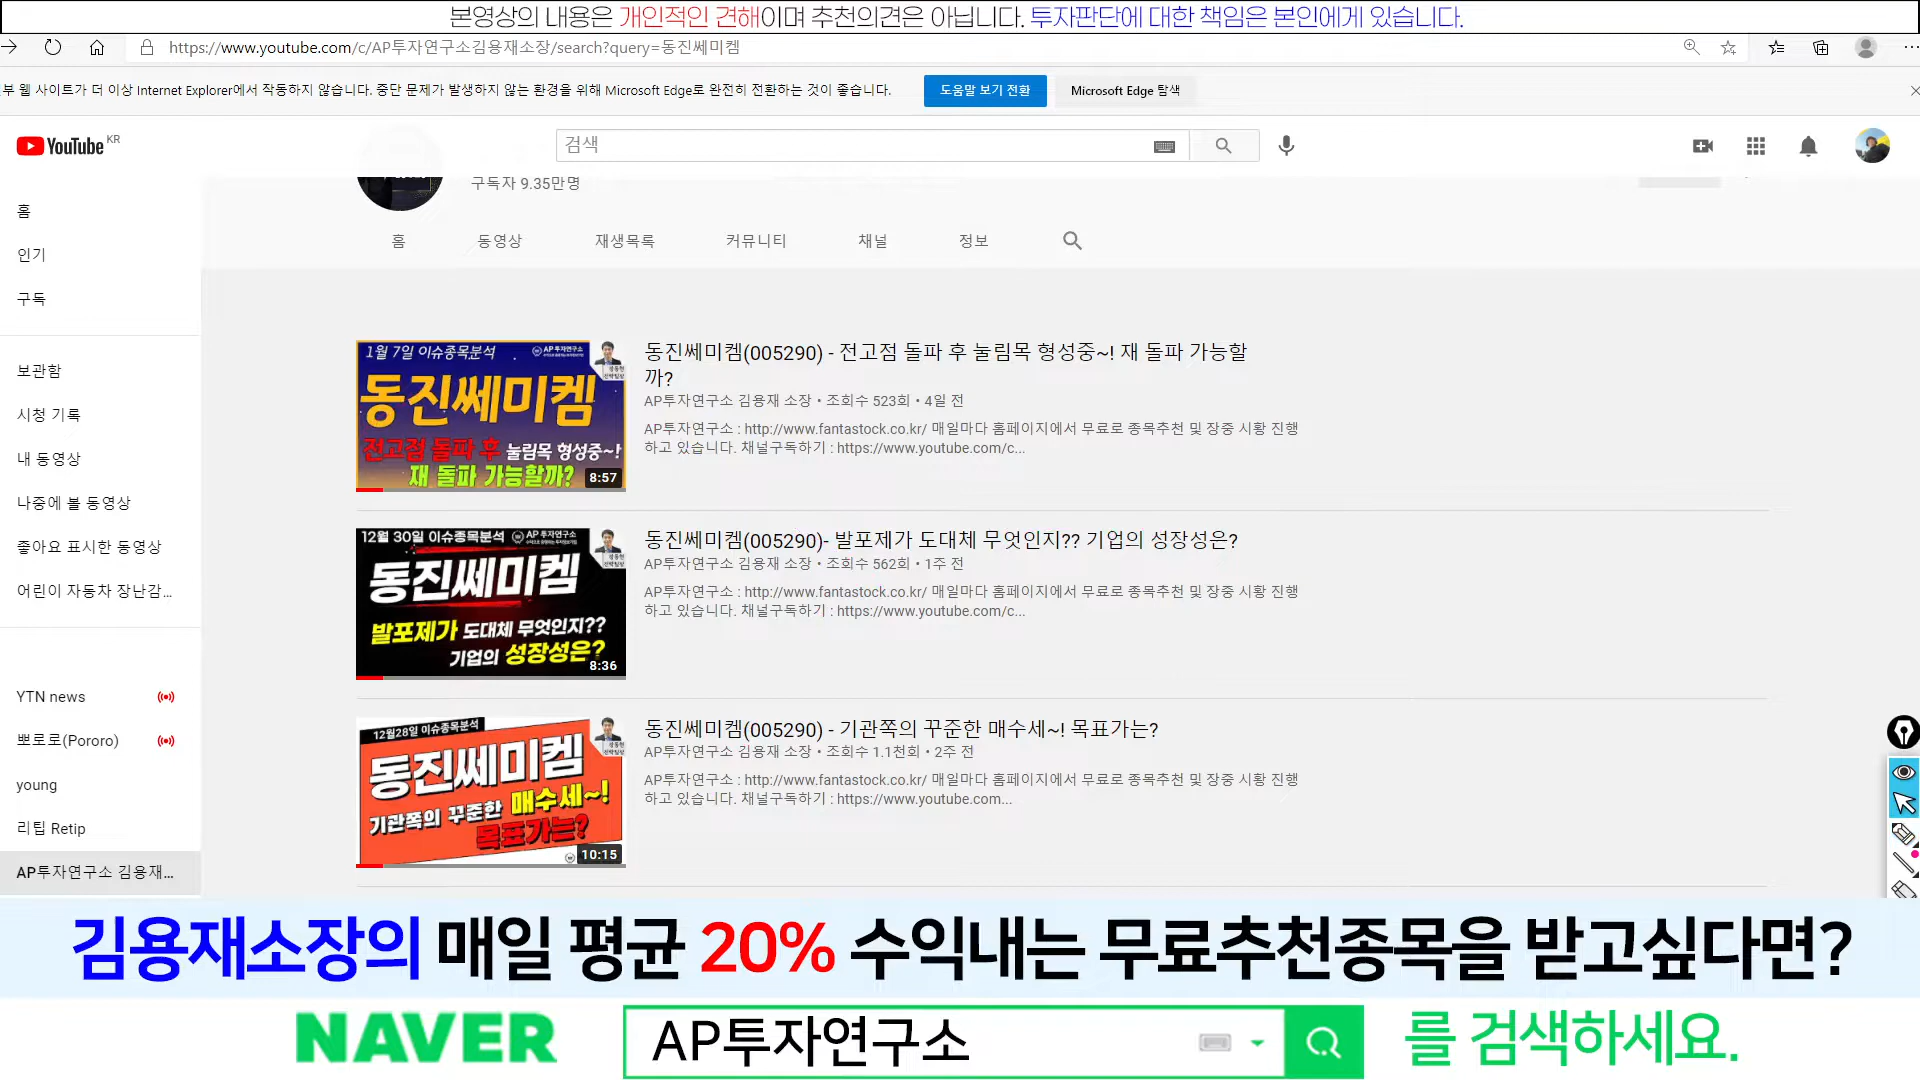 본영상의 내용은 개인적인 견해이며 추천의견은 아닙니다. 투자판단에 대한 책임은 본인에게 있습니다.
https://www.youtube.com/c/AP투자연구소김용재소장/search?query=동진쎄미켐
부 웹 사이트가 더 이상 Internet Explorer에서 작동하지 않습니다. 중단 문제가 발생하지 않는 환경을 위해 Microsoft Edge로 완전히 전환하는 것이 좋습니다.
도움말 보기 전환
Microsoft Edge 탐색
YouTube KR
검색
구독자 9.35만명
홈
동영상
재생목록
커뮤니티
채널
정보
홈
인기
구독
보관함
시청 기록
내 동영상
나중에 볼 동영상
좋아요 표시한 동영상
어린이 자동차 장난감...
YTN news
뽀로로(Pororo)
young
리팁 Retip
AP투자연구소 김용재...
1월 7일 이슈종목분석
AP투자연구소
동진쎄미켐
전고점 돌파 후 눌림목 형성중~!
재 돌파 가능할까?
8:57
동진쎄미켐(005290) - 전고점 돌파 후 눌림목 형성중~! 재 돌파 가능할
까?
AP투자연구소 김용재 소장 • 조회수 523회 • 4일 전
AP투자연구소 : http://www.fantastock.co.kr/ 매일마다 홈페이지에서 무료로 종목추천 및 장중 시황 진행
하고 있습니다. 채널구독하기 : https://www.youtube.com/c...
12월 30일 이슈종목분석
AP투자연구소
동진쎄미켐
발포제가 도대체 무엇인지??
기업의 성장성은?
8:36
동진쎄미켐(005290)- 발포제가 도대체 무엇인지?? 기업의 성장성은?
AP투자연구소 김용재 소장 • 조회수 562회 • 1주 전
AP투자연구소 : http://www.fantastock.co.kr/ 매일마다 홈페이지에서 무료로 종목추천 및 장중 시황 진행
하고 있습니다. 채널구독하기 : https://www.youtube.com/c...
12월28일 이슈종목분석
동진쎄미켐
기관쪽의 꾸준한 매수세~!
목표가는?
10:15
동진쎄미켐(005290) - 기관쪽의 꾸준한 매수세~! 목표가는?
AP투자연구소 김용재 소장 • 조회수 1.1천회 • 2주 전
AP투자연구소 : http://www.fantastock.co.kr/ 매일마다 홈페이지에서 무료로 종목추천 및 장중 시황 진행
하고 있습니다. 채널구독하기 : https://www.youtube.com...
김용재소장의 매일 평균 20% 수익내는 무료추천종목을 받고싶다면?
NAVER AP투자연구소 를 검색하세요.